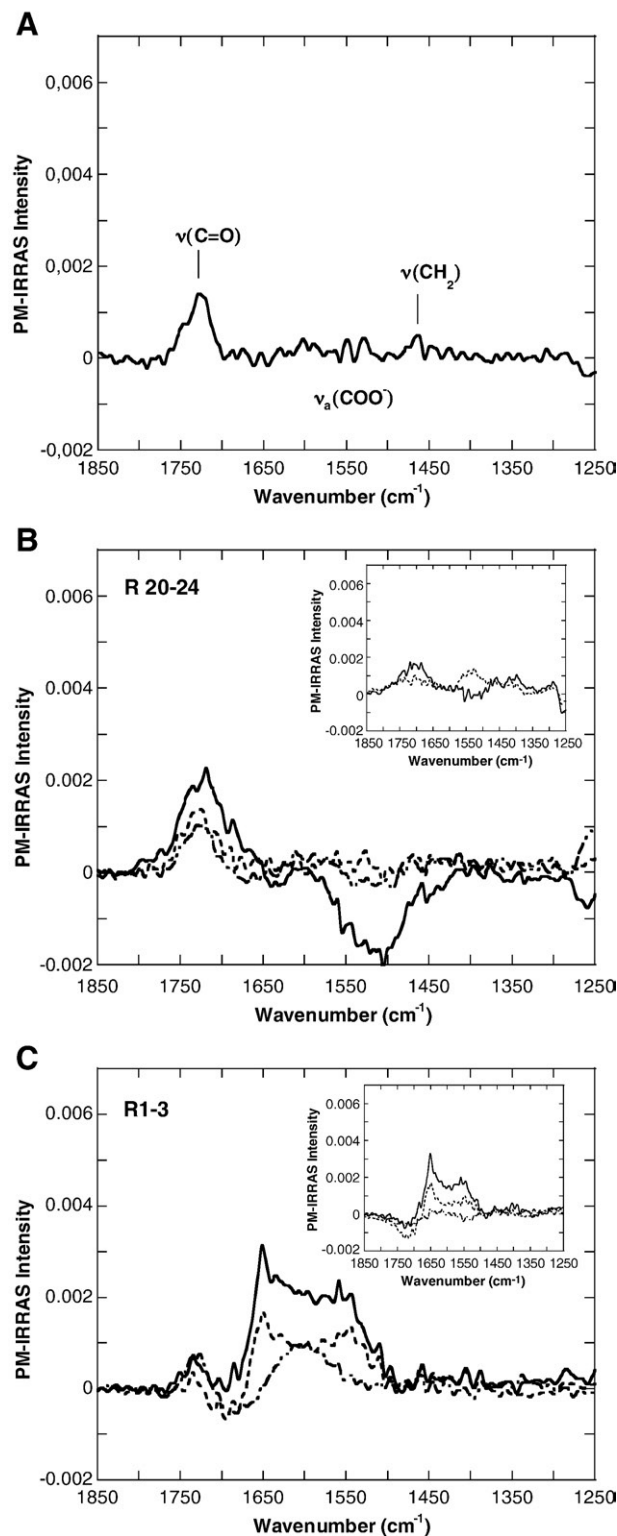 A
PM-IRRAS Intensity
0,006
0,004
0,002
0
-0,002
ν(C=O)
ν(CH2)
νa(COO-)
1850 1750 1650 1550 1450 1350 1250
Wavenumber (cm-1)
B
R 20-24
PM-IRRAS Intensity
0.006
0.004
0.002
0
-0.002
1850 1750 1650 1550 1450 1350 1250
Wavenumber (cm-1)
PM-IRRAS Intensity
0.006
0.004
0.002
0
-0.002
1850 1750 1650 1550 1450 1350 1250
Wavenumber (cm-1)
C
R1-3
PM-IRRAS Intensity
0.006
0.004
0.002
0
-0.002
1850 1750 1650 1550 1450 1350 1250
Wavenumber (cm-1)
PM-IRRAS Intensity
0.006
0.004
0.002
0
-0.002
1850 1750 1650 1550 1450 1350 1250
Wavenumber (cm-1)